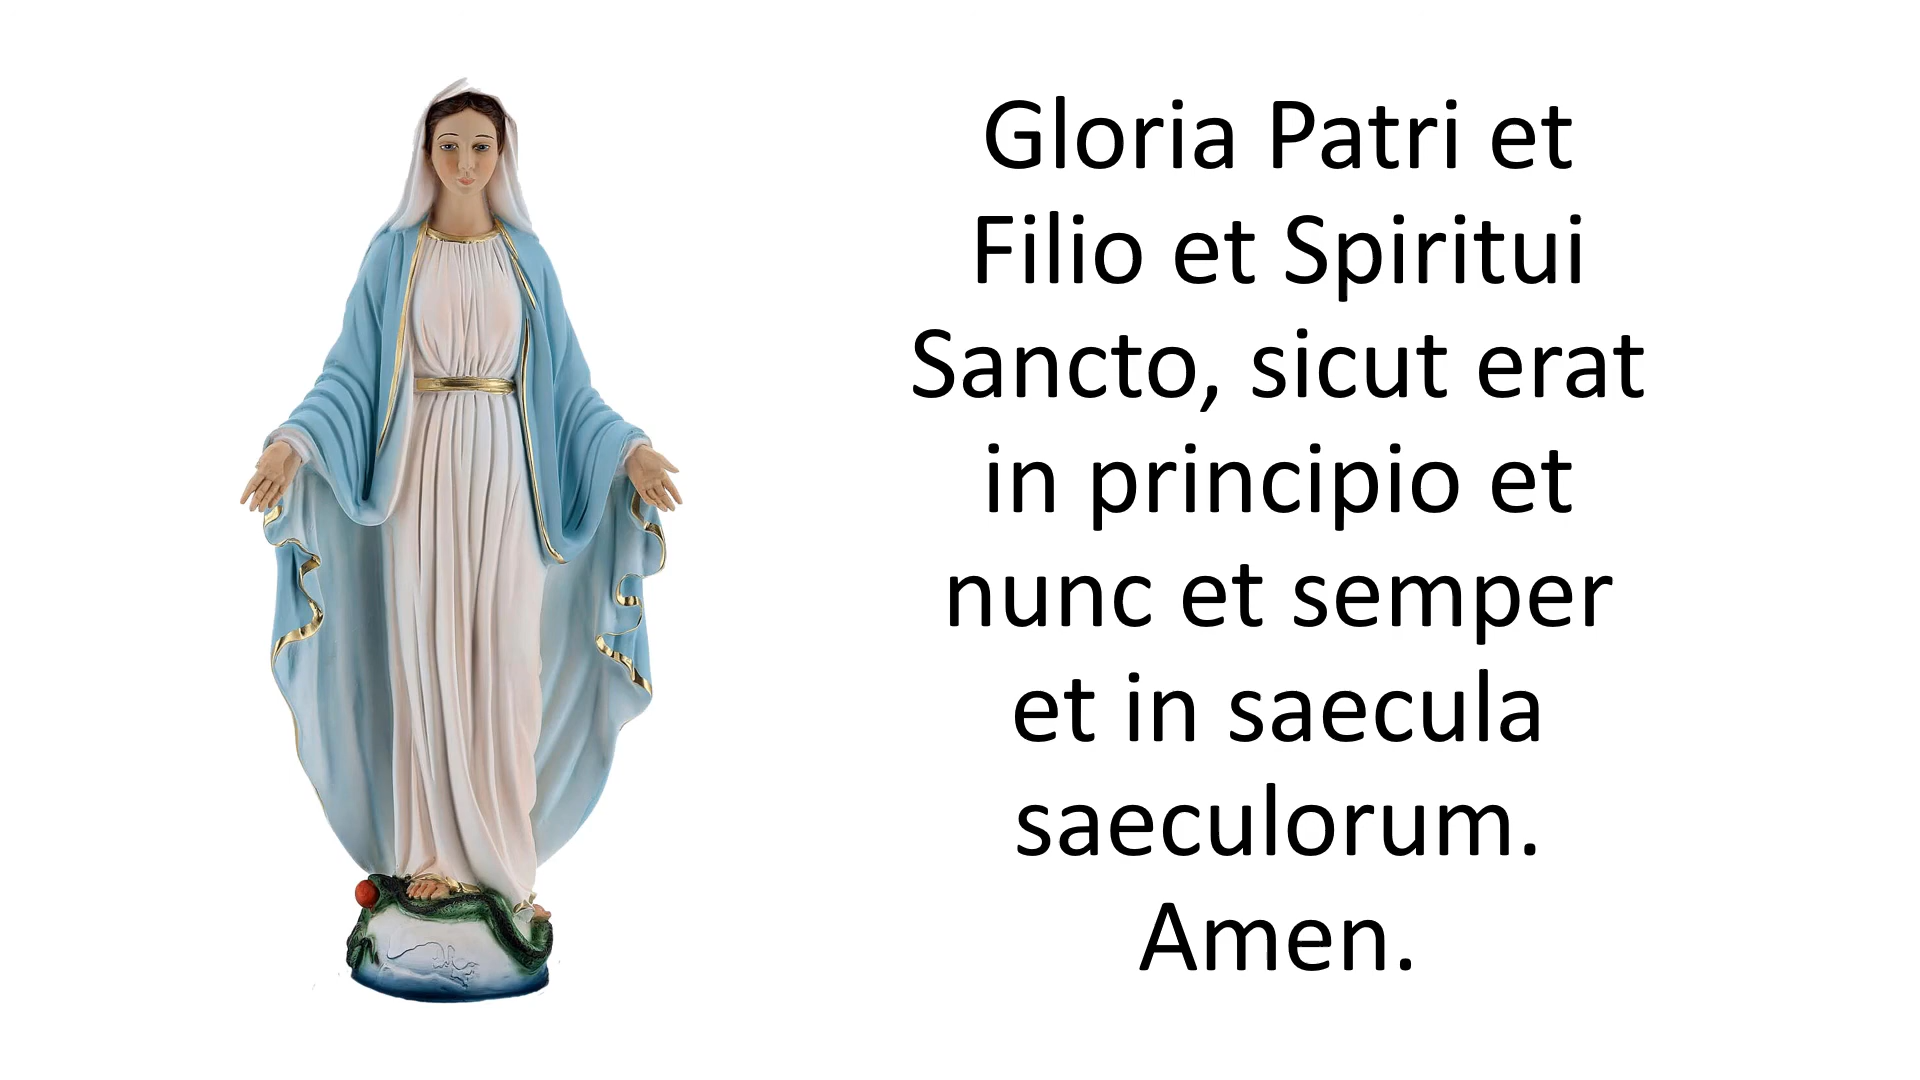 Gloria Patri et
Filio et Spiritui
Sancto, sicut erat
in principio et
nunc et semper
et in saecula
saeculorum.
Amen.